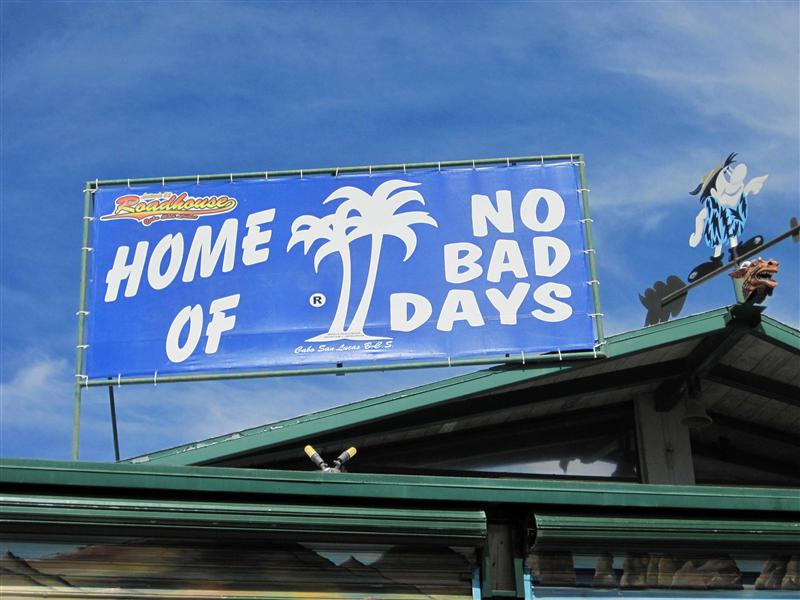 Roadhouse
HOME
OF
®
NO
BAD
DAYS
Cabo San Lucas B.C.S.